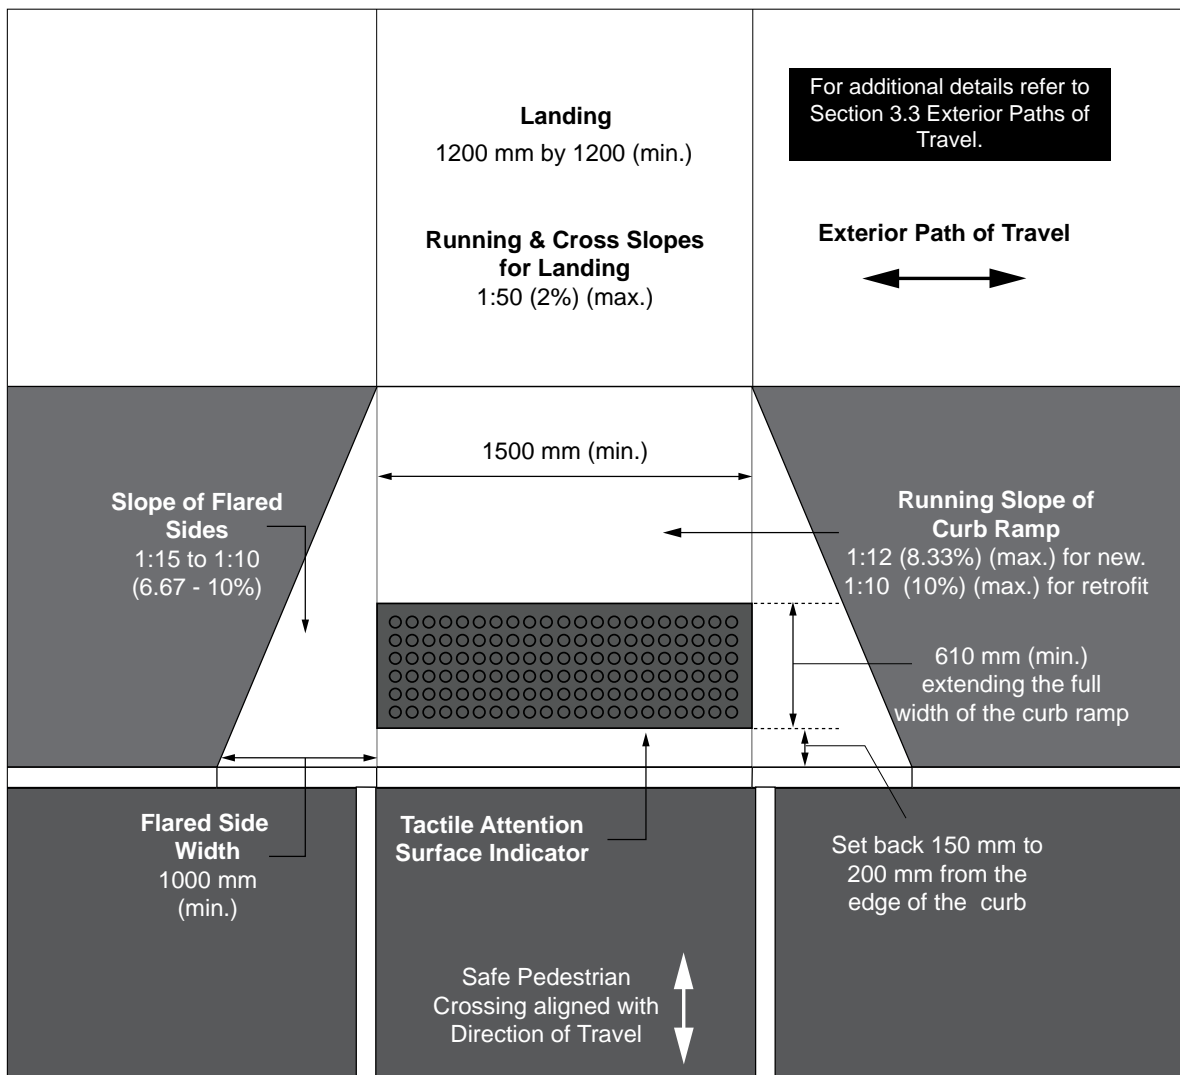 Landing
1200 mm by 1200 (min.)
Running & Cross Slopes
for Landing
1:50 (2%) (max.)
For additional details refer to
Section 3.3 Exterior Paths of
Travel.
Exterior Path of Travel
1500 mm (min.)
Slope of Flared
Sides
1:15 to 1:10
(6.67 - 10%)
Running Slope of
Curb Ramp
1:12 (8.33%) (max.) for new.
1:10 (10%) (max.) for retrofit
610 mm (min.)
extending the full
width of the curb ramp
Flared Side
Width
1000 mm
(min.)
Tactile Attention
Surface Indicator
Set back 150 mm to
200 mm from the
edge of the curb
Safe Pedestrian
Crossing aligned with
Direction of Travel